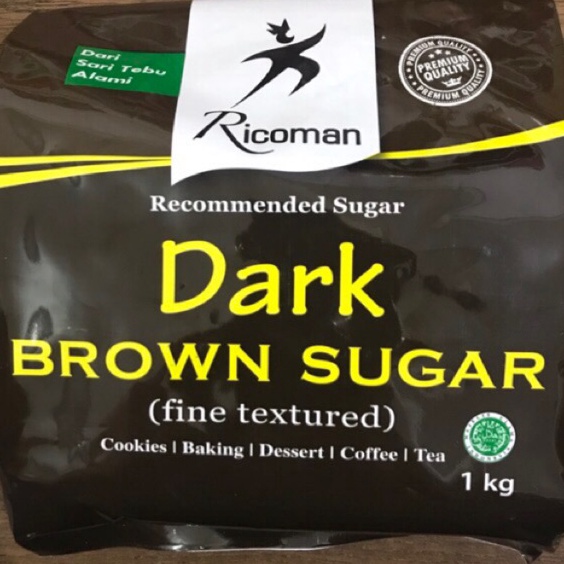 Dari
Sari Tebu
Alami
PREMIUM QUALITY
PREMIUM
QUALITY
PREMIUM QUALITY
Ricoman
Recommended Sugar
Dark
BROWN SUGAR
(fine textured)
Cookies | Baking | Dessert | Coffee | Tea
1 kg